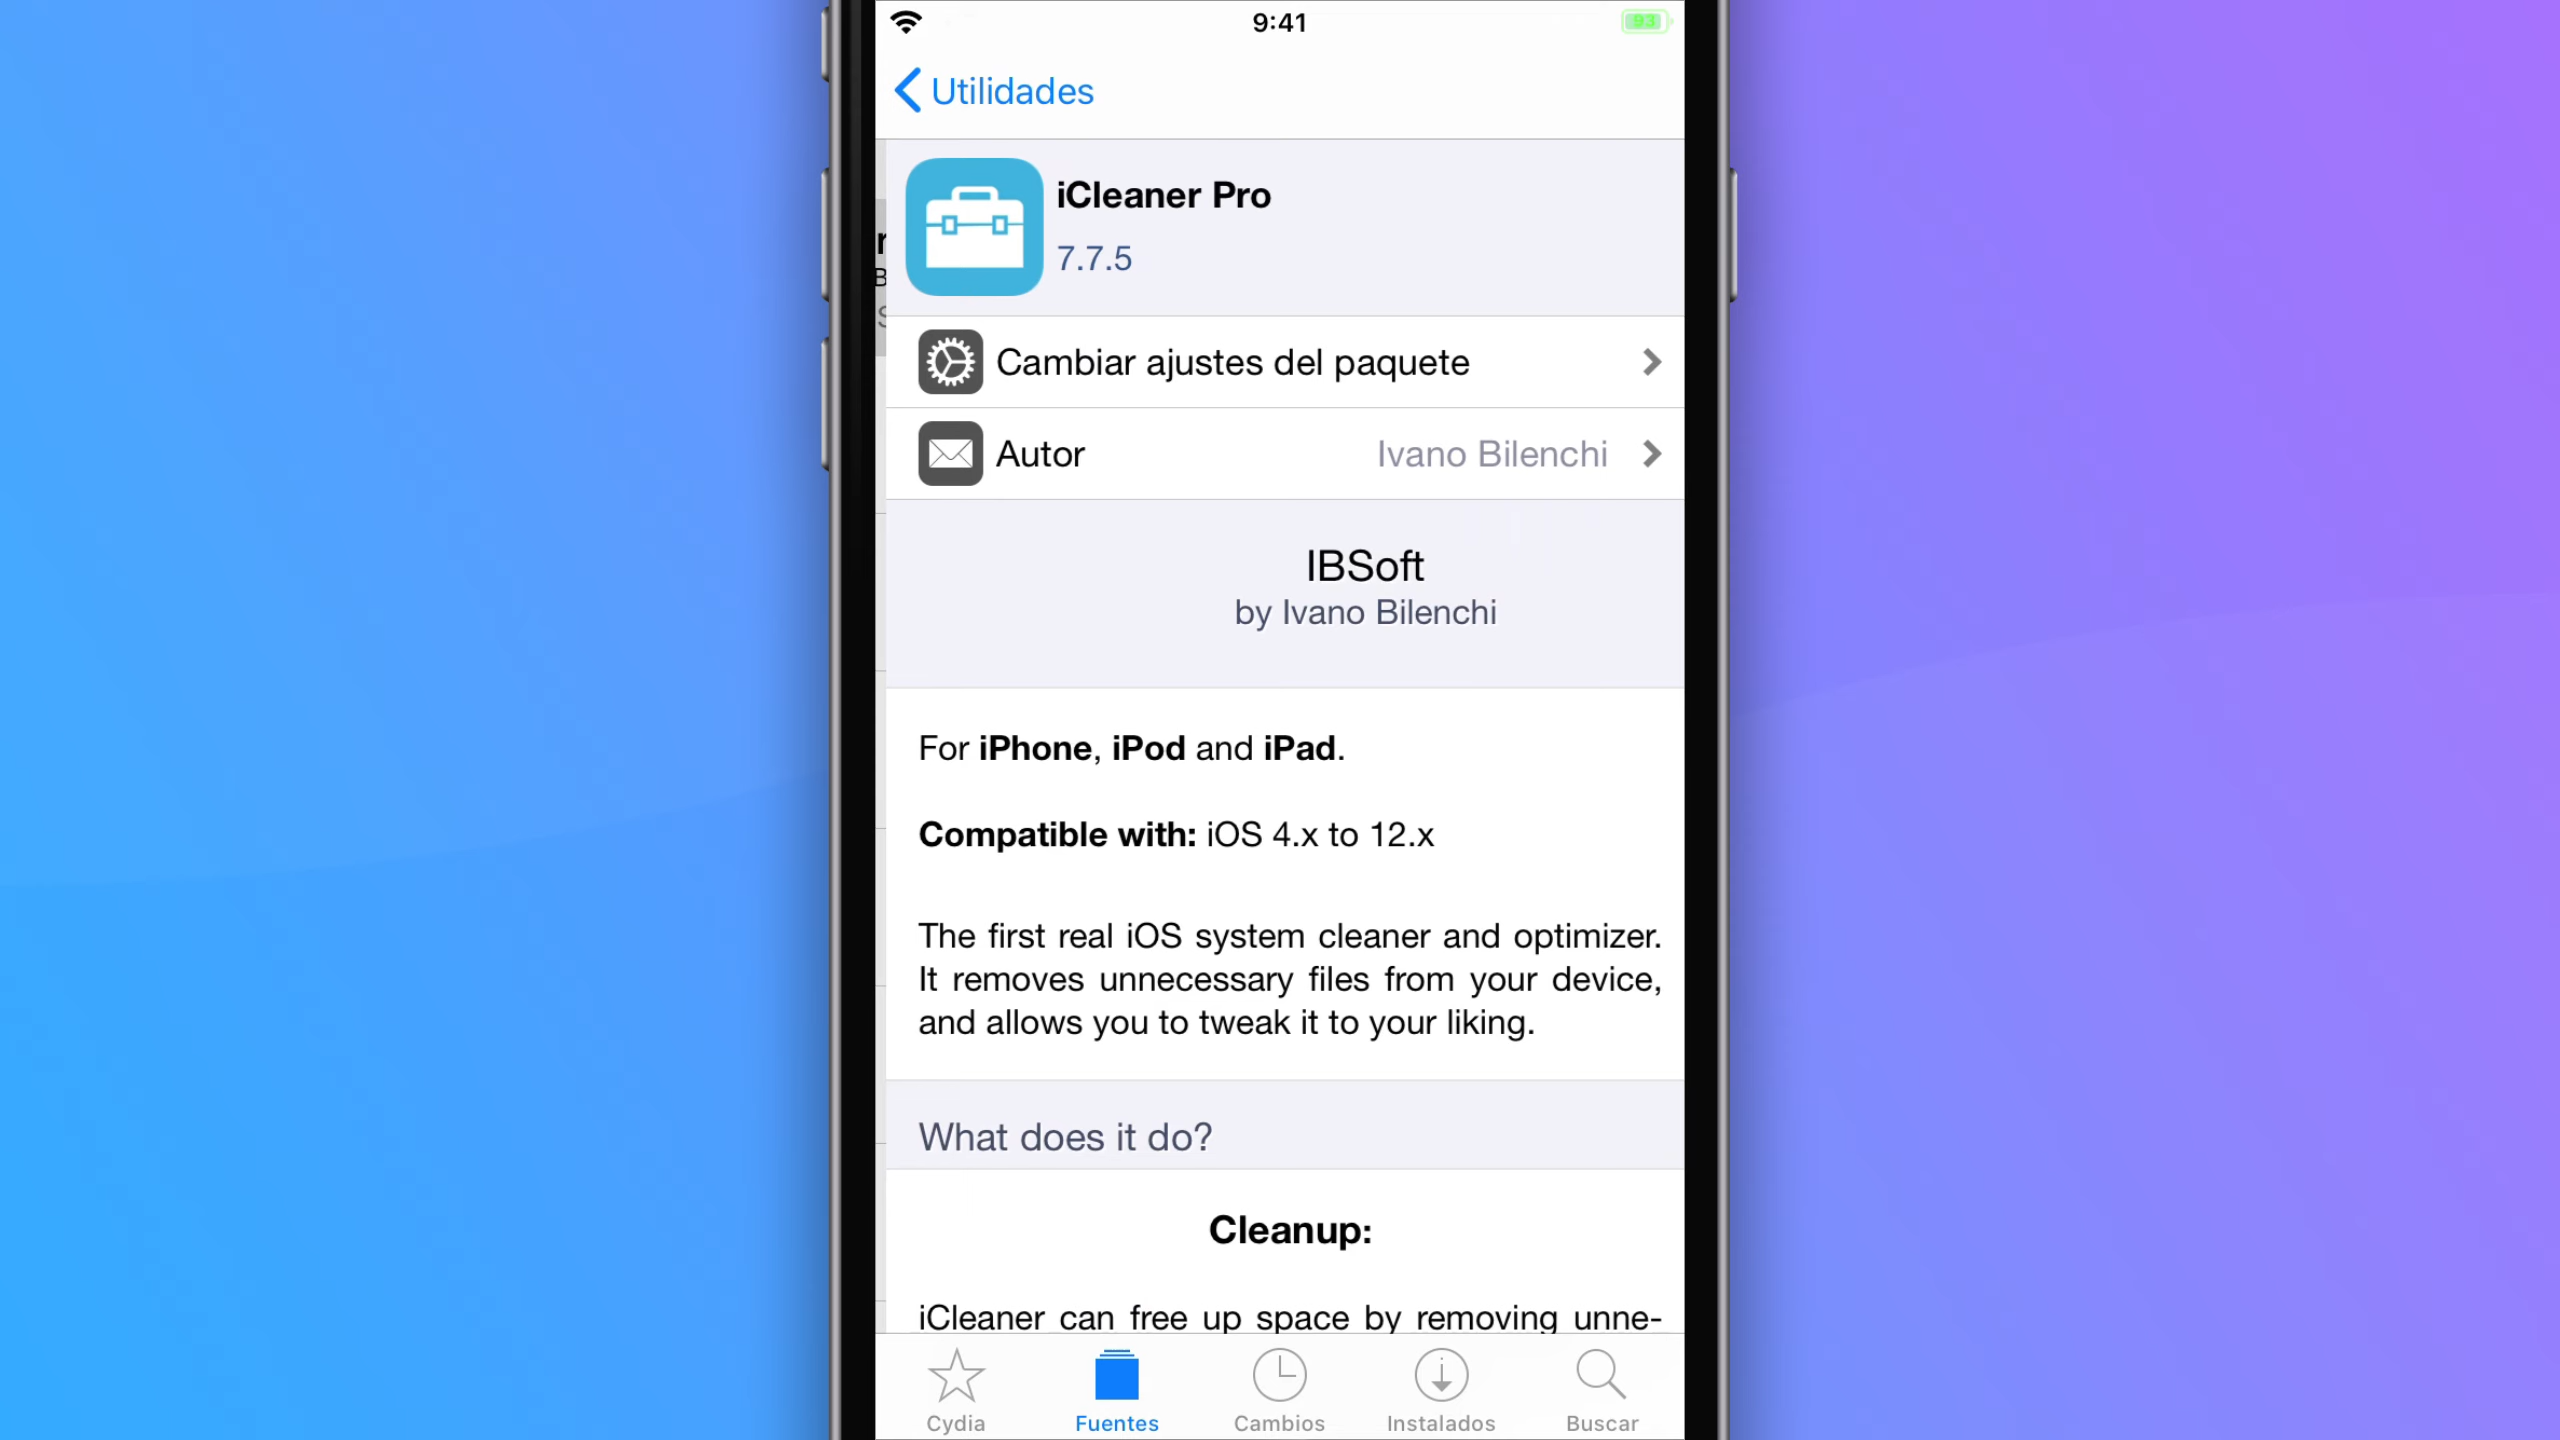 9:41
93
Utilidades
iCleaner Pro
7.7.5
Cambiar ajustes del paquete
Autor Ivano Bilenchi
IBSoft
by Ivano Bilenchi
For iPhone, iPod and iPad.
Compatible with: iOS 4.x to 12.x
The first real iOS system cleaner and optimizer.
It removes unnecessary files from your device,
and allows you to tweak it to your liking.
What does it do?
Cleanup:
iCleaner can free up space by removing unne-
Cydia Fuentes Cambios Instalados Buscar